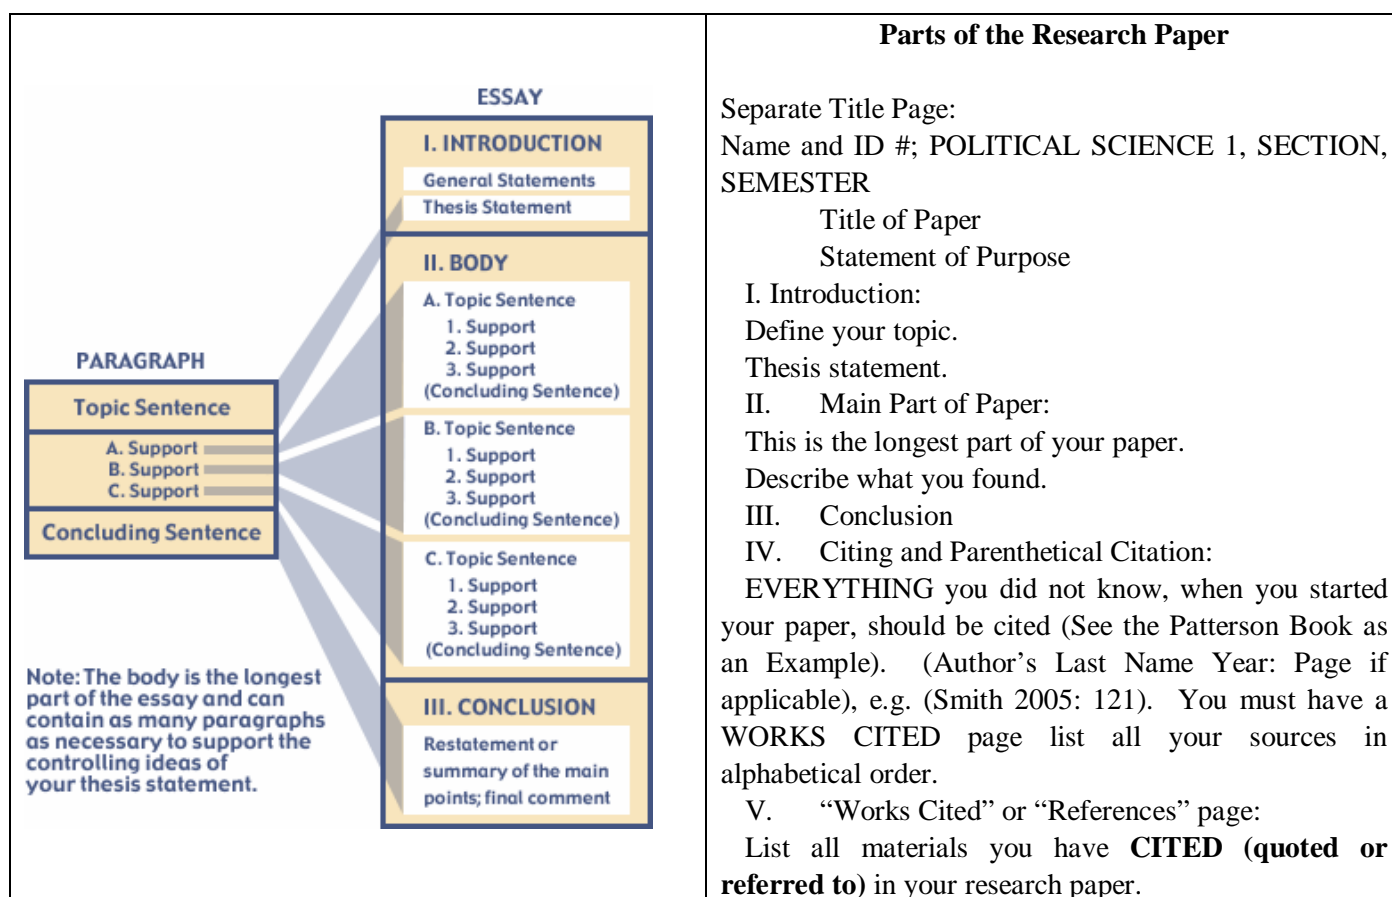 PARAGRAPH
Topic Sentence
A. Support
B. Support
C. Support
Concluding Sentence
Note: The body is the longest
part of the essay and can
contain as many paragraphs
as necessary to support the
controlling ideas of
your thesis statement.
ESSAY
I. INTRODUCTION
General Statements
Thesis Statement
II. BODY
A. Topic Sentence
1. Support
2. Support
3. Support
(Concluding Sentence)
B. Topic Sentence
1. Support
2. Support
3. Support
(Concluding Sentence)
C. Topic Sentence
1. Support
2. Support
3. Support
(Concluding Sentence)
III. CONCLUSION
Restatement or
summary of the main
points; final comment
Parts of the Research Paper
Separate Title Page:
Name and ID #; POLITICAL SCIENCE 1, SECTION,
SEMESTER
Title of Paper
Statement of Purpose
I. Introduction:
Define your topic.
Thesis statement.
II. Main Part of Paper:
This is the longest part of your paper.
Describe what you found.
III. Conclusion
IV. Citing and Parenthetical Citation:
EVERYTHING you did not know, when you started
your paper, should be cited (See the Patterson Book as
an Example). (Author’s Last Name Year: Page if
applicable), e.g. (Smith 2005: 121). You must have a
WORKS CITED page list all your sources in
alphabetical order.
V. “Works Cited” or “References” page:
List all materials you have CITED (quoted or
referred to) in your research paper.